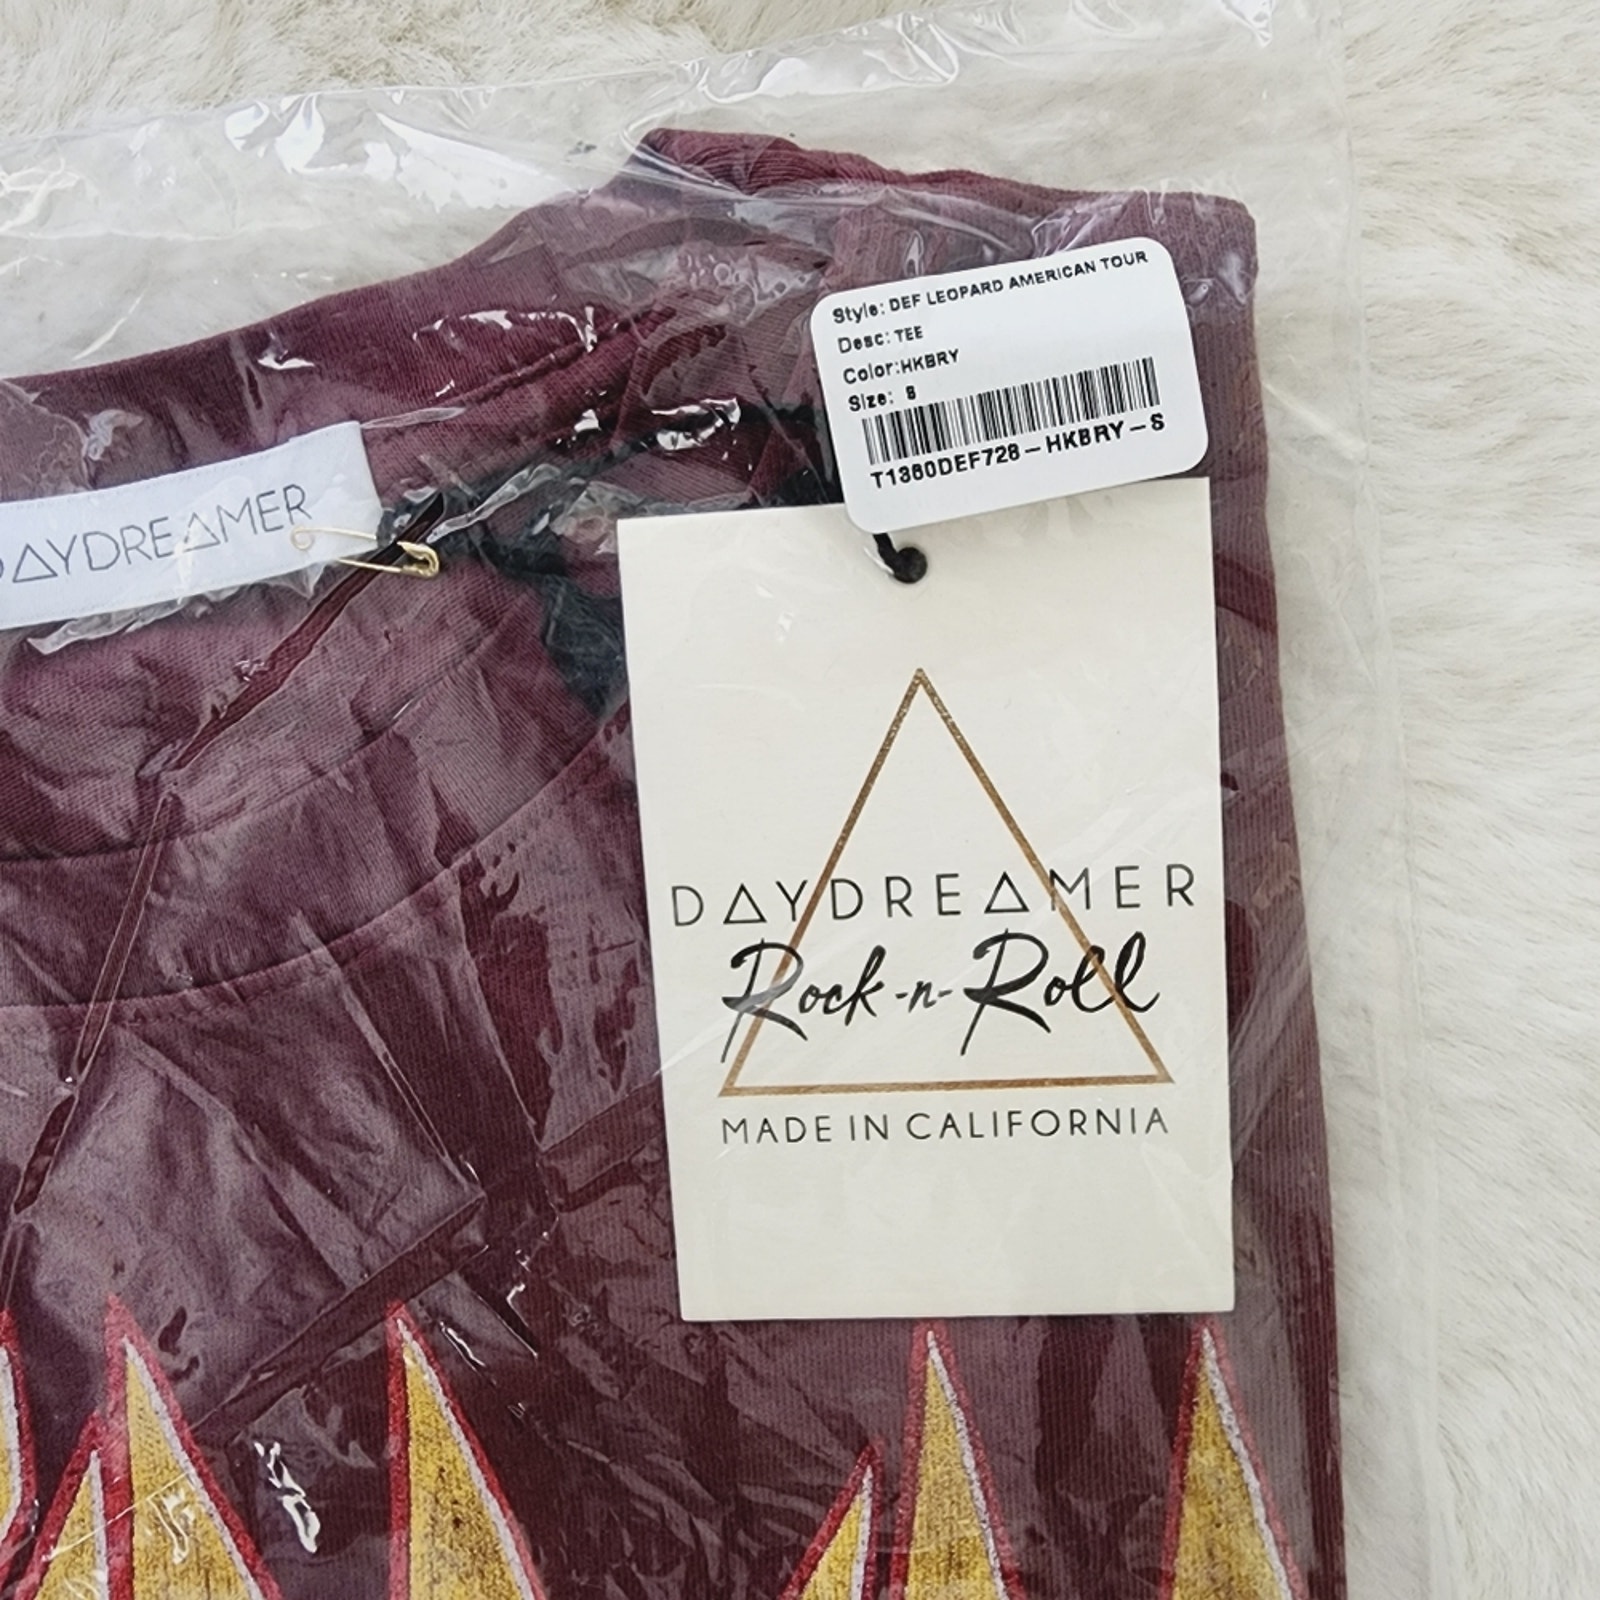 Style: DEF LEOPARD AMERICAN TOUR
Desc: TEE
Color:HKBRY
Size: S
T1360DEF728-HKBRY-S
DAYDREAMER
DAYDREAMER
Rock-n-Roll
MADE IN CALIFORNIA